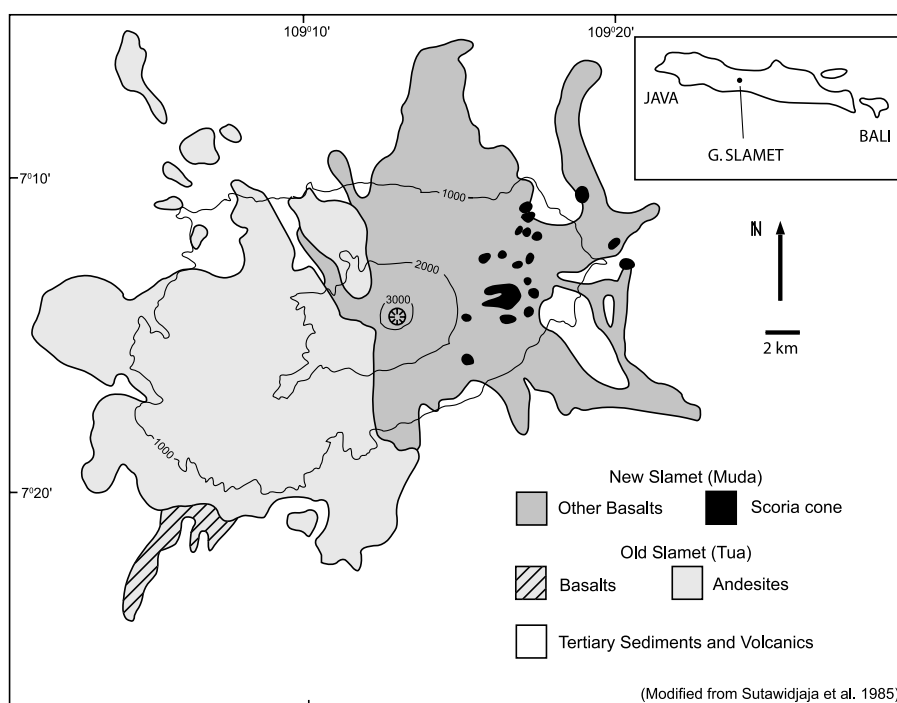 109°10'
109°20'
JAVA
BALI
G. SLAMET
7°10'
1000
N
2000
3000
2 km
1000
7°20'
New Slamet (Muda)
Other Basalts
Scoria cone
Old Slamet (Tua)
Basalts
Andesites
Tertiary Sediments and Volcanics
(Modified from Sutawidjaja et al. 1985)